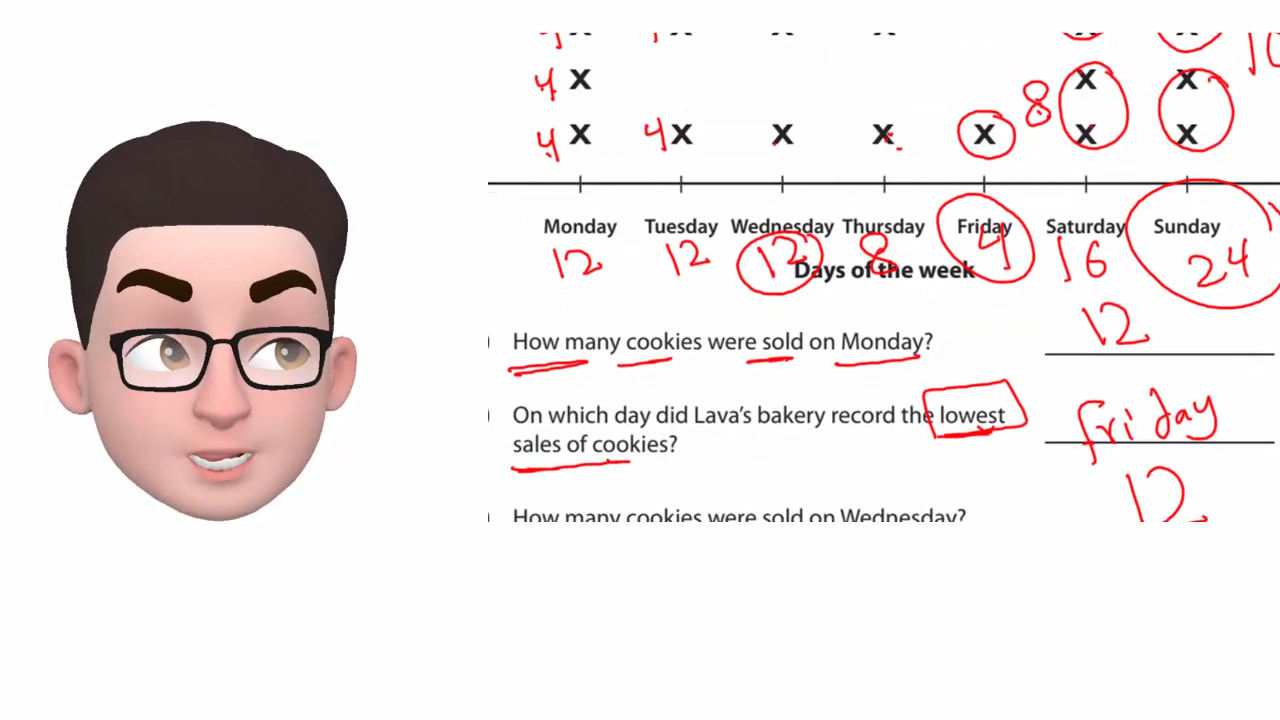 4 X X X X X X
4 X 8 X X
4 X 4 X X X X X X
Monday Tuesday Wednesday Thursday Friday Saturday Sunday
12 12 12 8 4 16 24
Days of the week
12
How many cookies were sold on Monday?
On which day did Lava's bakery record the lowest
sales of cookies?
friday
12
How many cookies were sold on Wednesday?